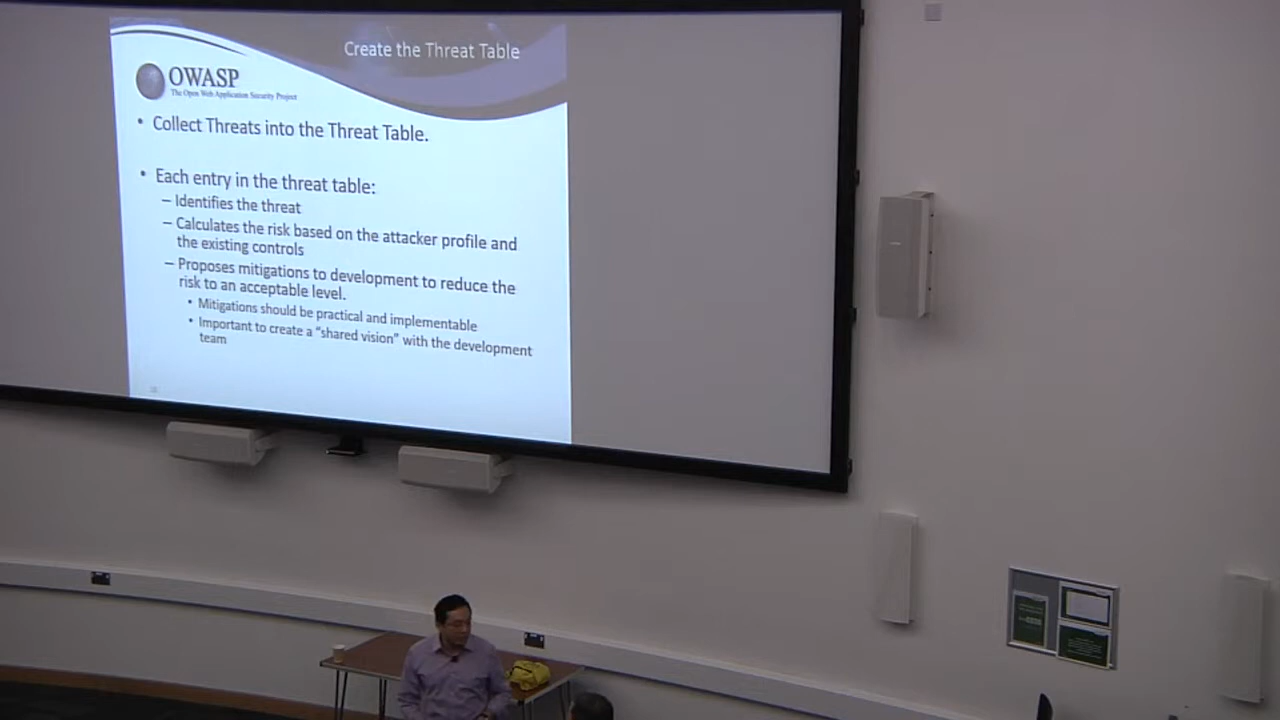 Create the Threat Table
OWASP
The Open Web Application Security Project
• Collect Threats into the Threat Table.
• Each entry in the threat table:
– Identifies the threat
– Calculates the risk based on the attacker profile and
the existing controls
– Proposes mitigations to development to reduce the
risk to an acceptable level.
• Mitigations should be practical and implementable
• Important to create a “shared vision” with the development
team